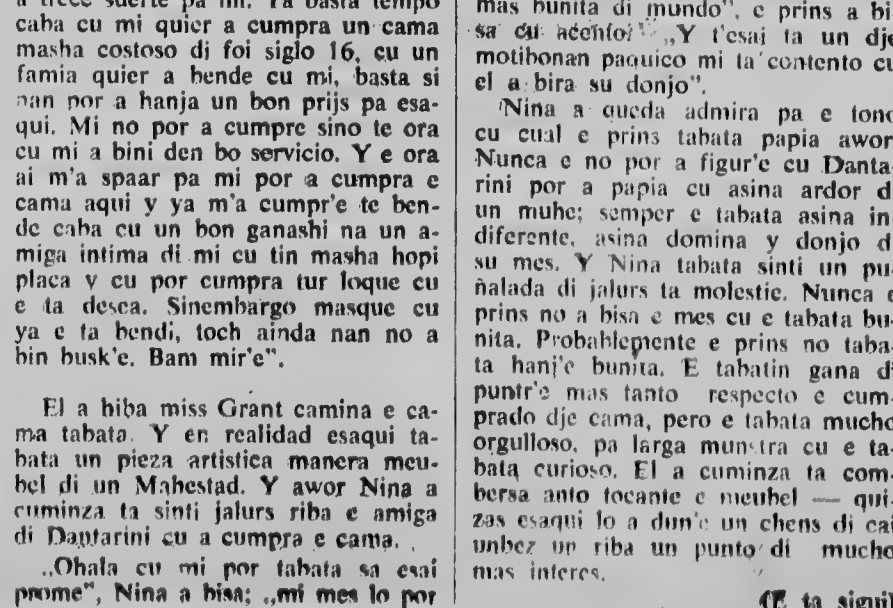 a trece suerte pa mi. Ya basta tempo
caba cu mi quier a cumpra un cama
masha costoso di foi siglo 16, cu un
famia quier a bende cu mi, basta si
nan por a hanja un bon prijs pa esa-
qui. Mi no por a cumpre sino te ora
cu mi a bini den bo servicio. Y e ora
ai m'a spaar pa mi por a cumpra e
cama aqui y ya m'a cumpr'e te ben-
de caba cu un bon ganashi na un a-
miga intima di mi cu tin masha hopi
placa y cu por cumpra tur loque cu
e ta desea. Sinembargo masque cu
ya e ta bendi, toch ainda nan no a
bin busk'e. Bam mir'e".
El a hiba miss Grant camina e ca-
ma tabata. Y en realidad esaqui ta-
bata un pieza artistica manera meu-
bel di un Mahestad. Y awor Nina a
cuminza ta sinti jalurs riba e amiga
di Dantarini cu a cumpra e cama.
„Ohala cu mi por tabata sa esai
prome", Nina a bisa; „mi mes lo por
mas bunita di mundo", e prins a bi-
sa cu acento: „Y t'esai ta un dje
motibonan paquico mi ta contento cu
el a bira su donjo".
Nina a queda admira pa e tono
cu cual e prins tabata papia awor
Nunca e no por a figur'e cu Danta-
rini por a papia cu asina ardor d
un muhe; semper e tabata asina in
diferente, asina domina y donjo d
su mes. Y Nina tabata sinti un pu
ñalada di jalurs ta molestie. Nunca e
prins no a bisa e mes cu e tabata bu-
nita. Probablemente e prins no taba-
ta hanj'e bunita. E tabatin gana di
puntr'e mas tanto respecto e cum-
prado dje cama, pero e tabata mucho
orgulloso, pa larga munstra cu e ta-
bata curioso. El a cuminza ta com-
bersa anto tocante e meubel — qui-
zas esaqui lo a dun'e un chens di cai
unbez un riba un punto di mucho
mas interes.
(E ta sigui